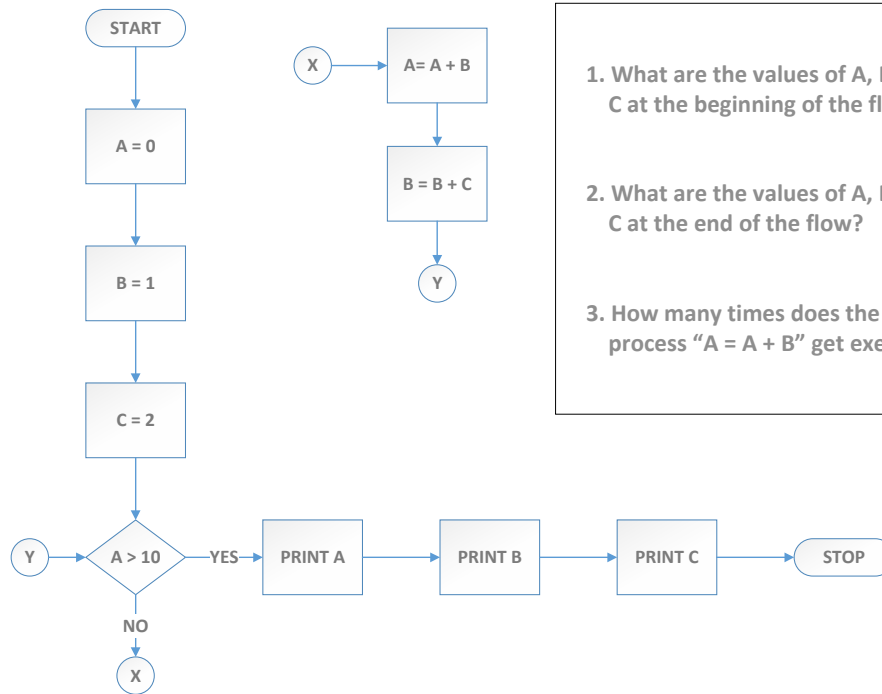 START
A = 0
B = 1
C = 2
A > 10
Y
YES
NO
X
PRINT A
PRINT B
PRINT C
STOP
X
A= A + B
B = B + C
Y
1. What are the values of A,
C at the beginning of the
2. What are the values of A,
C at the end of the flow?
3. How many times does the
process “A = A + B” get